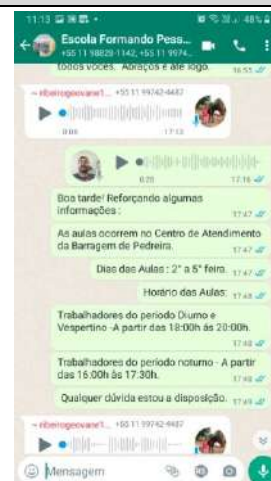 11:13
48%
Escola Formando Pess...
+55 11 98828-1142, +55 11 9974...
todos vocês. Abraços e até logo.
16:55
~ ribeirogeovane1... +55 11 99742-4487
0:08
17:13
0:25
17:16
Boa tarde! Reforçando algumas
informações :
17:47
As aulas ocorrem no Centro de Atendimento
da Barragem de Pedreira.
17:47
Dias das Aulas : 2° a 5° feira.
17:47
Horário das Aulas:
17:48
Trabalhadores do período Diurno e
Vespertino -A partir das 18:00h às 20:00h.
17:48
Trabalhadores do período noturno - A partir
das 16:00h às 17:30h.
17:48
Qualquer dúvida estou a disposição.
17:49
~ ribeirogeovane1... +55 11 99742-4487
Mensagem